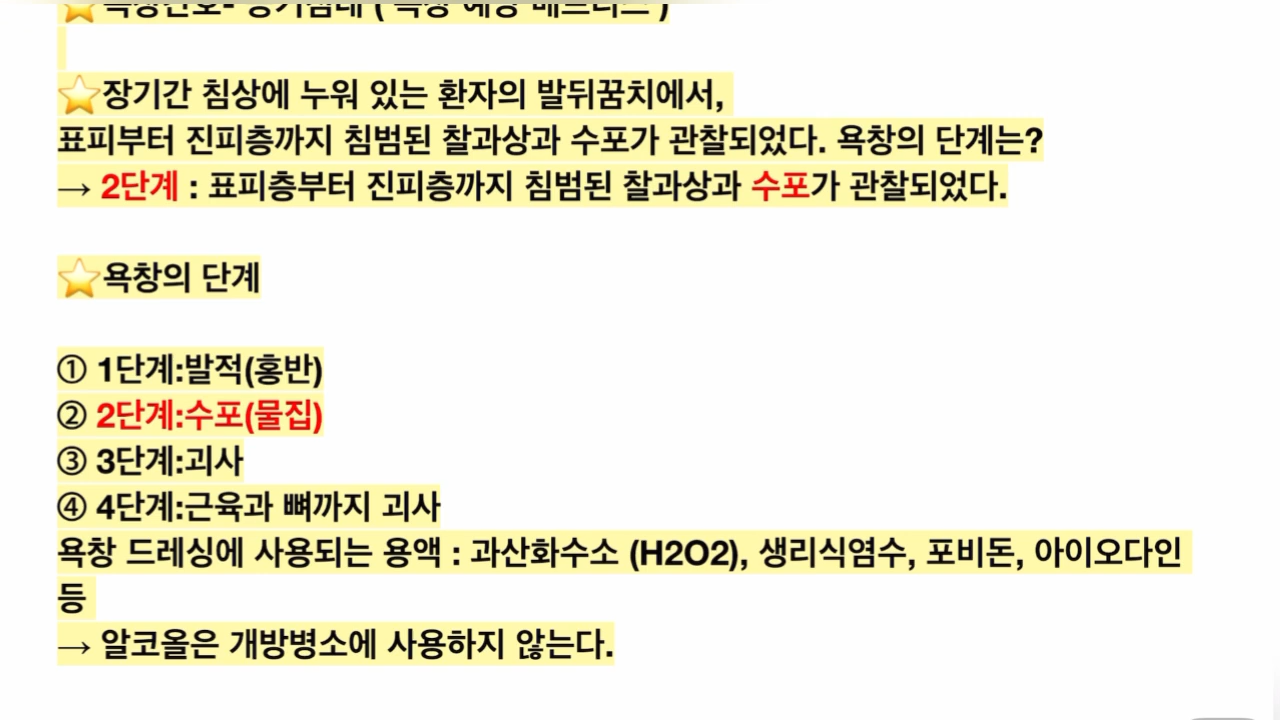 ⭐장기간 침상에 누워 있는 환자의 발뒤꿈치에서,
표피부터 진피층까지 침범된 찰과상과 수포가 관찰되었다. 욕창의 단계는?
→ 2단계 : 표피층부터 진피층까지 침범된 찰과상과 수포가 관찰되었다.
⭐욕창의 단계
① 1단계:발적(홍반)
② 2단계:수포(물집)
③ 3단계:괴사
④ 4단계:근육과 뼈까지 괴사
욕창 드레싱에 사용되는 용액 : 과산화수소 (H2O2), 생리식염수, 포비돈, 아이오다인
등
→ 알코올은 개방병소에 사용하지 않는다.